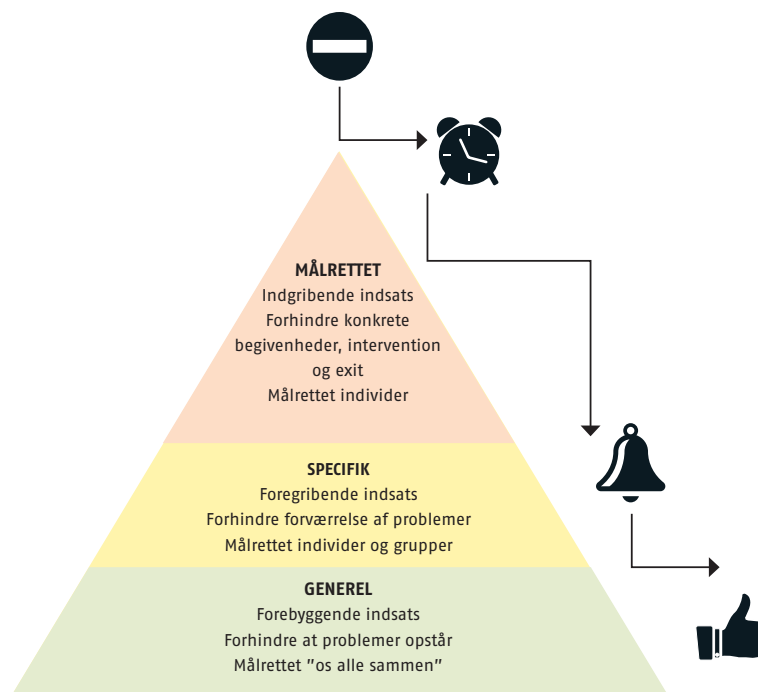 MÅLRETTET
Indgribende indsats
Forhindre konkrete
begivenheder, intervention
og exit
Målrettet individer
SPECIFIK
Foregribende indsats
Forhindre forværrelse af problemer
Målrettet individer og grupper
GENEREL
Forebyggende indsats
Forhindre at problemer opstår
Målrettet ”os alle sammen”